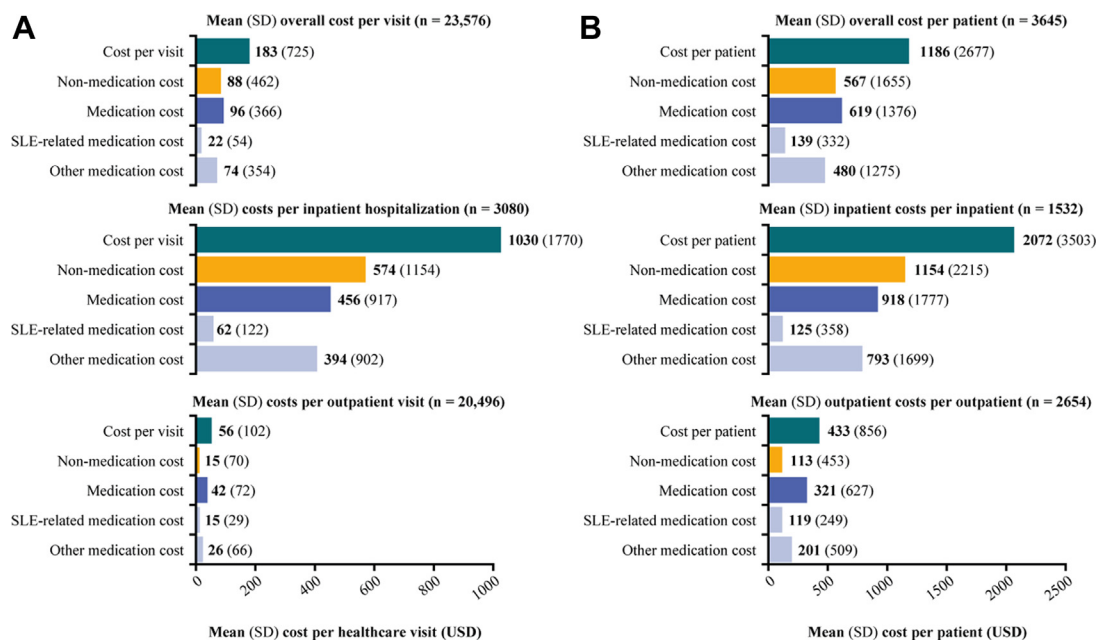 A
Mean (SD) overall cost per visit (n = 23,576)
Cost per visit 183 (725)
Non-medication cost 88 (462)
Medication cost 96 (366)
SLE-related medication cost 22 (54)
Other medication cost 74 (354)
Mean (SD) costs per inpatient hospitalization (n = 3080)
Cost per visit 1030 (1770)
Non-medication cost 574 (1154)
Medication cost 456 (917)
SLE-related medication cost 62 (122)
Other medication cost 394 (902)
Mean (SD) costs per outpatient visit (n = 20,496)
Cost per visit 56 (102)
Non-medication cost 15 (70)
Medication cost 42 (72)
SLE-related medication cost 15 (29)
Other medication cost 26 (66)
0 200 400 600 800 1000
Mean (SD) cost per healthcare visit (USD)
B
Mean (SD) overall cost per patient (n = 3645)
Cost per patient 1186 (2677)
Non-medication cost 567 (1655)
Medication cost 619 (1376)
SLE-related medication cost 139 (332)
Other medication cost 480 (1275)
Mean (SD) inpatient costs per inpatient (n = 1532)
Cost per patient 2072 (3503)
Non-medication cost 1154 (2215)
Medication cost 918 (1777)
SLE-related medication cost 125 (358)
Other medication cost 793 (1699)
Mean (SD) outpatient costs per outpatient (n = 2654)
Cost per patient 433 (856)
Non-medication cost 113 (453)
Medication cost 321 (627)
SLE-related medication cost 119 (249)
Other medication cost 201 (509)
0 500 1000 1500 2000 2500
Mean (SD) cost per patient (USD)